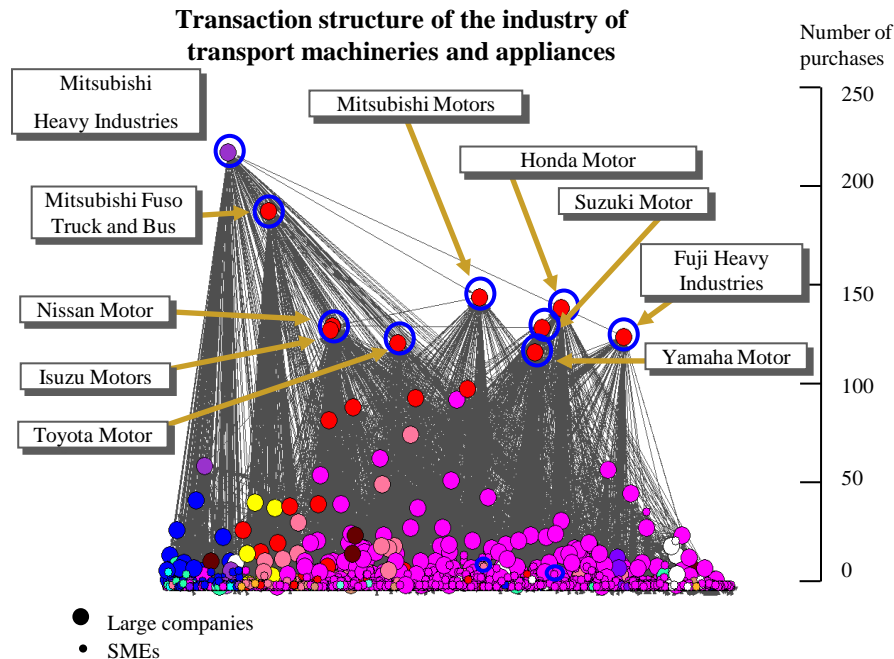 Transaction structure of the industry of
transport machineries and appliances
Number of
purchases
Mitsubishi
Heavy Industries
Mitsubishi Motors
Honda Motor
Suzuki Motor
Mitsubishi Fuso
Truck and Bus
Fuji Heavy
Industries
Nissan Motor
Isuzu Motors
Yamaha Motor
Toyota Motor
250
200
150
100
50
0
Large companies
SMEs